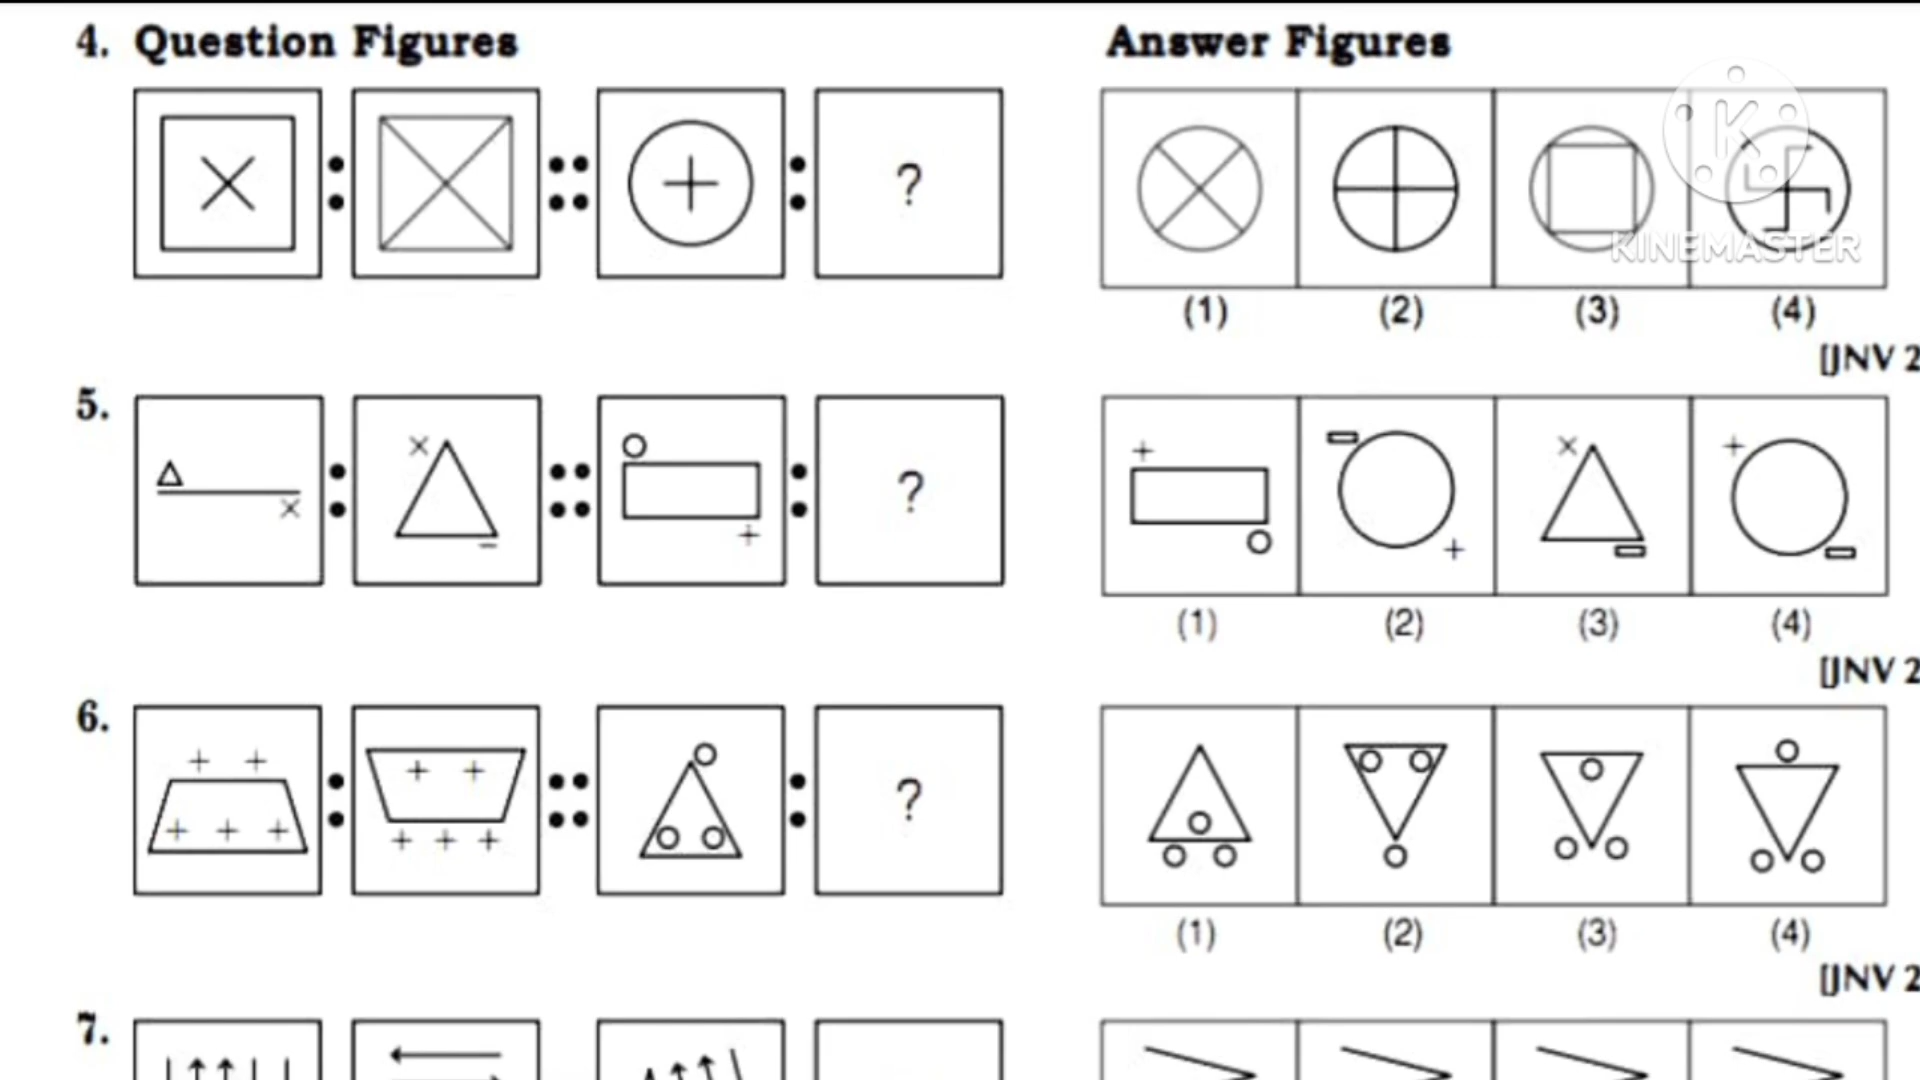 4. Question Figures
Answer Figures
?
K
KINEMASTER
(1) (2) (3) (4)
[JNV 2
5.
?
(1) (2) (3) (4)
[JNV 2
6.
?
(1) (2) (3) (4)
[JNV 2
7.